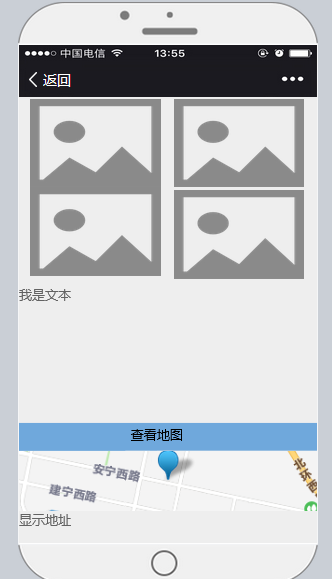 中国电信 13:55
返回
我是文本
查看地图
安宁西路
建宁西路
北环西
显示地址